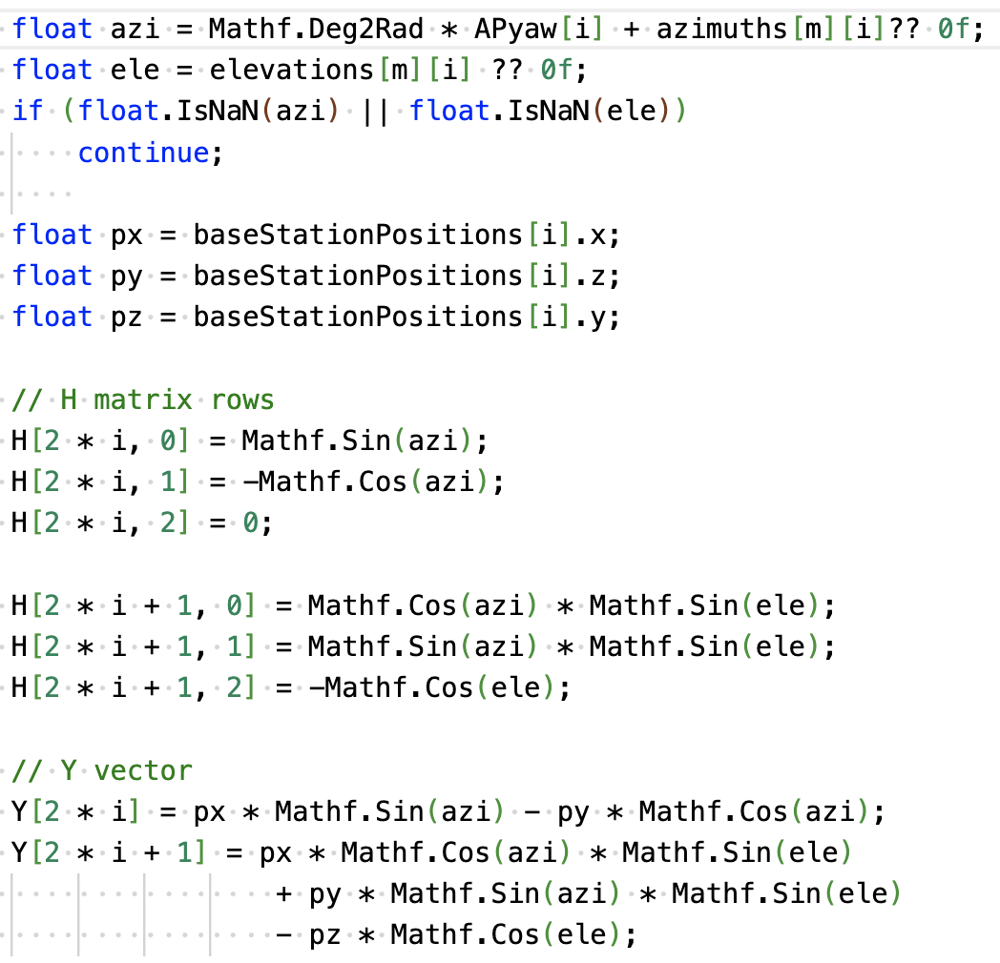 float azi = Mathf.Deg2Rad * APyaw[i] + azimuths[m][i]?? 0f;
float ele = elevations[m][i] ?? 0f;
if (float.IsNaN(azi) || float.IsNaN(ele))
    continue;
float px = baseStationPositions[i].x;
float py = baseStationPositions[i].z;
float pz = baseStationPositions[i].y;
// H matrix rows
H[2 * i, 0] = Mathf.Sin(azi);
H[2 * i, 1] = -Mathf.Cos(azi);
H[2 * i, 2] = 0;
H[2 * i + 1, 0] = Mathf.Cos(azi) * Mathf.Sin(ele);
H[2 * i + 1, 1] = Mathf.Sin(azi) * Mathf.Sin(ele);
H[2 * i + 1, 2] = -Mathf.Cos(ele);
// Y vector
Y[2 * i] = px * Mathf.Sin(azi) - py * Mathf.Cos(azi);
Y[2 * i + 1] = px * Mathf.Cos(azi) * Mathf.Sin(ele)
                + py * Mathf.Sin(azi) * Mathf.Sin(ele)
                - pz * Mathf.Cos(ele);